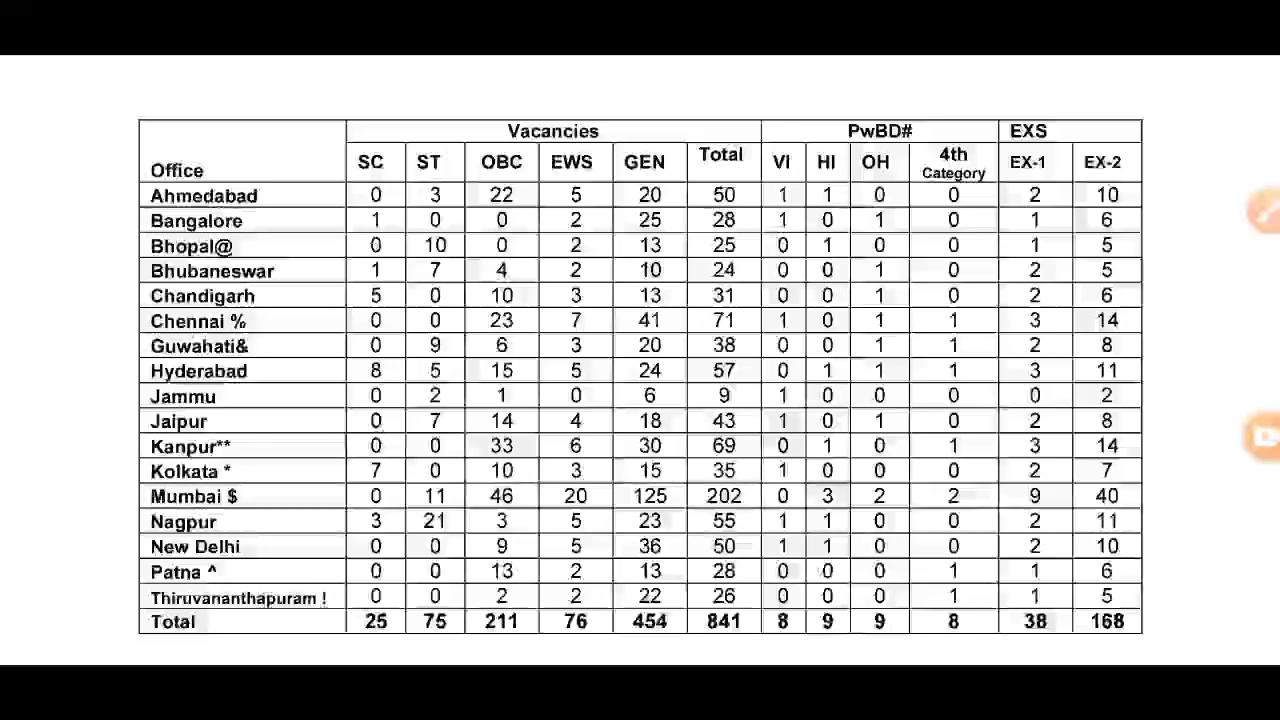 Vacancies PwBD# EXS
Office SC ST OBC EWS GEN Total VI HI OH 4th Category EX-1 EX-2
Ahmedabad 0 3 22 5 20 50 1 1 0 0 2 10
Bangalore 1 0 0 2 25 28 1 0 1 0 1 6
Bhopal@ 0 10 0 2 13 25 0 1 0 0 1 5
Bhubaneswar 1 7 4 2 10 24 0 0 1 0 2 5
Chandigarh 5 0 10 3 13 31 0 0 1 0 2 6
Chennai % 0 0 23 7 41 71 1 0 1 1 3 14
Guwahati& 0 9 6 3 20 38 0 0 1 1 2 8
Hyderabad 8 5 15 5 24 57 0 1 1 1 3 11
Jammu 0 2 1 0 6 9 1 0 0 0 0 2
Jaipur 0 7 14 4 18 43 1 0 1 0 2 8
Kanpur** 0 0 33 6 30 69 0 1 0 1 3 14
Kolkata * 7 0 10 3 15 35 1 0 0 0 2 7
Mumbai $ 0 11 46 20 125 202 0 3 2 2 9 40
Nagpur 3 21 3 5 23 55 1 1 0 0 2 11
New Delhi 0 0 9 5 36 50 1 1 0 0 2 10
Patna ^ 0 0 13 2 13 28 0 0 0 1 1 6
Thiruvananthapuram ! 0 0 2 2 22 26 0 0 0 1 1 5
Total 25 75 211 76 454 841 8 9 9 8 38 168